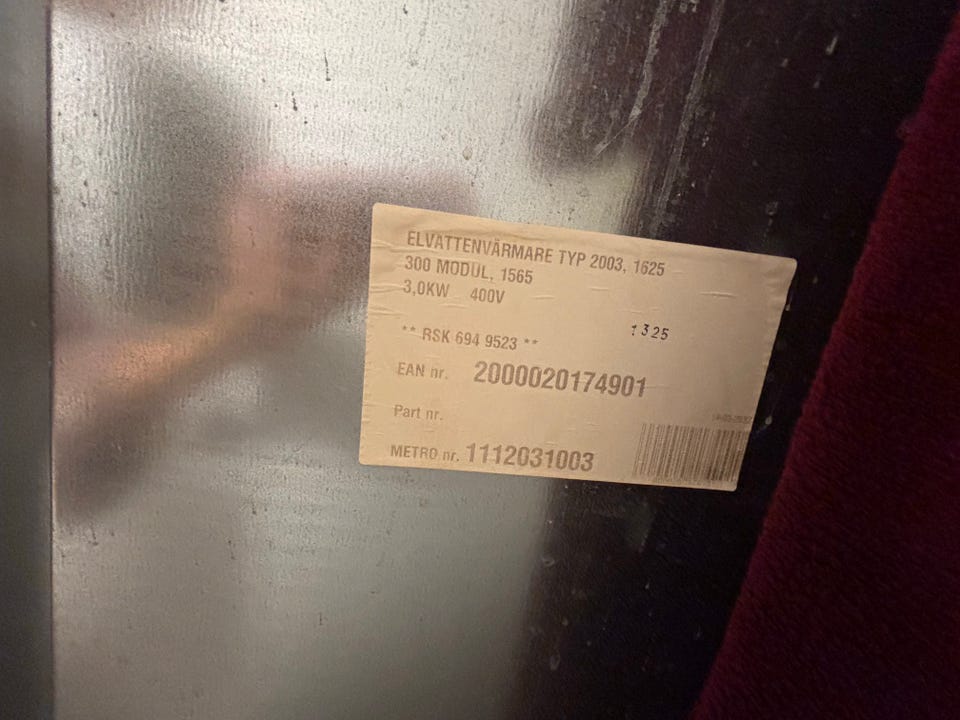 ELVATTENVÄRMARE TYP 2003, 1625
300 MODUL, 1565
3,0KW 400V
** RSK 694 9523 ** 1325
EAN nr. 2000020174901
Part nr.
METRO nr. 1112031003